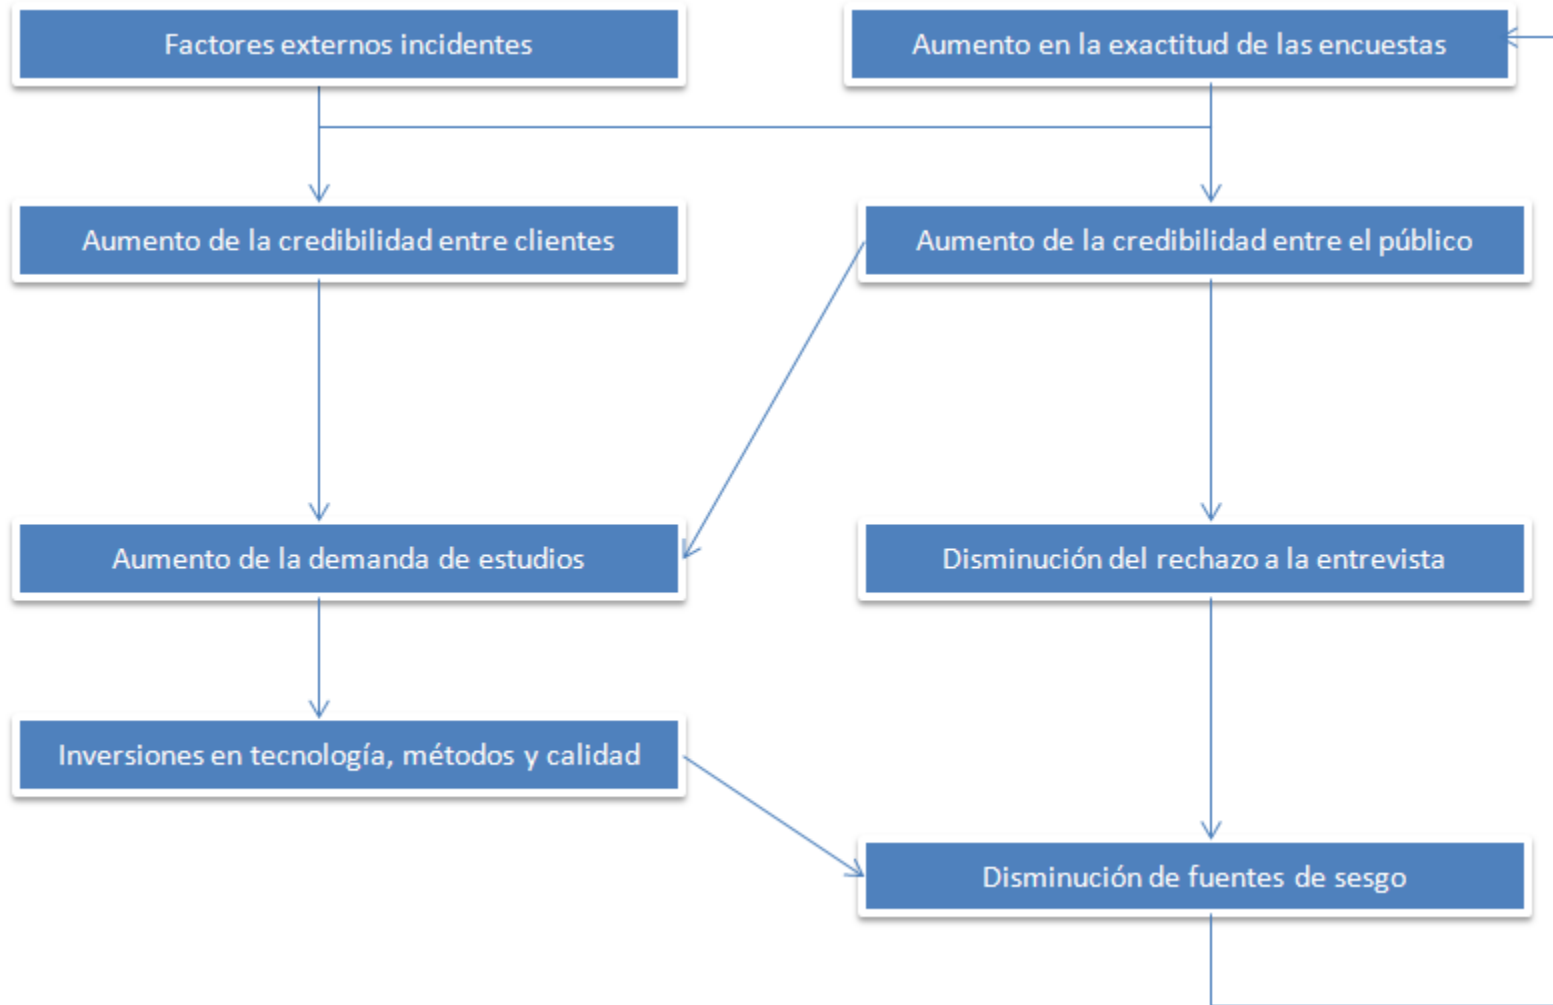 Factores externos incidentes
Aumento en la exactitud de las encuestas
Aumento de la credibilidad entre clientes
Aumento de la credibilidad entre el público
Aumento de la demanda de estudios
Disminución del rechazo a la entrevista
Inversiones en tecnología, métodos y calidad
Disminución de fuentes de sesgo